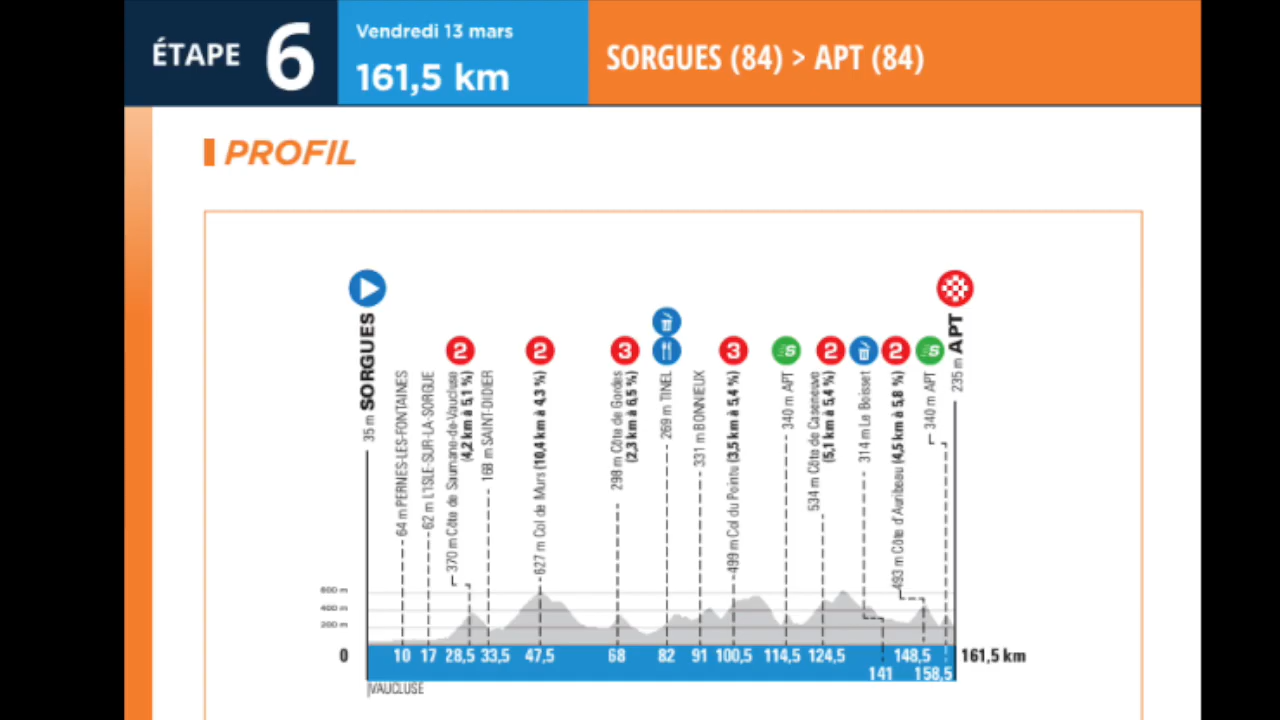 ÉTAPE 6
Vendredi 13 mars
161,5 km
SORGUES (84) > APT (84)
PROFIL
35 m SORGUES
64 m PERNES-LES-FONTAINES
62 m L'ISLE-SUR-LA-SORGUE
2
370 m Côte de Saumane-de-Vaucluse
(4,2 km à 5,1 %)
168 m SAINT-DIDIER
2
627 m Col de Murs (10,4 km à 4,3 %)
3
298 m Côte de Gordes
(2,3 km à 6,5 %)
269 m TINEL
331 m BONNIEUX
3
499 m Col du Pointu (3,5 km à 5,4 %)
S
340 m APT
2
534 m Côte de Caseneuve
(5,1 km à 5,4 %)
314 m Le Boisset
2
493 m Côte d'Auribeau (4,5 km à 5,8 %)
S
340 m APT
235 m APT
600 m
400 m
200 m
0 10 17 28,5 33,5 47,5 68 82 91 100,5 114,5 124,5 148,5 161,5 km
141 158,5
VAUCLUSE